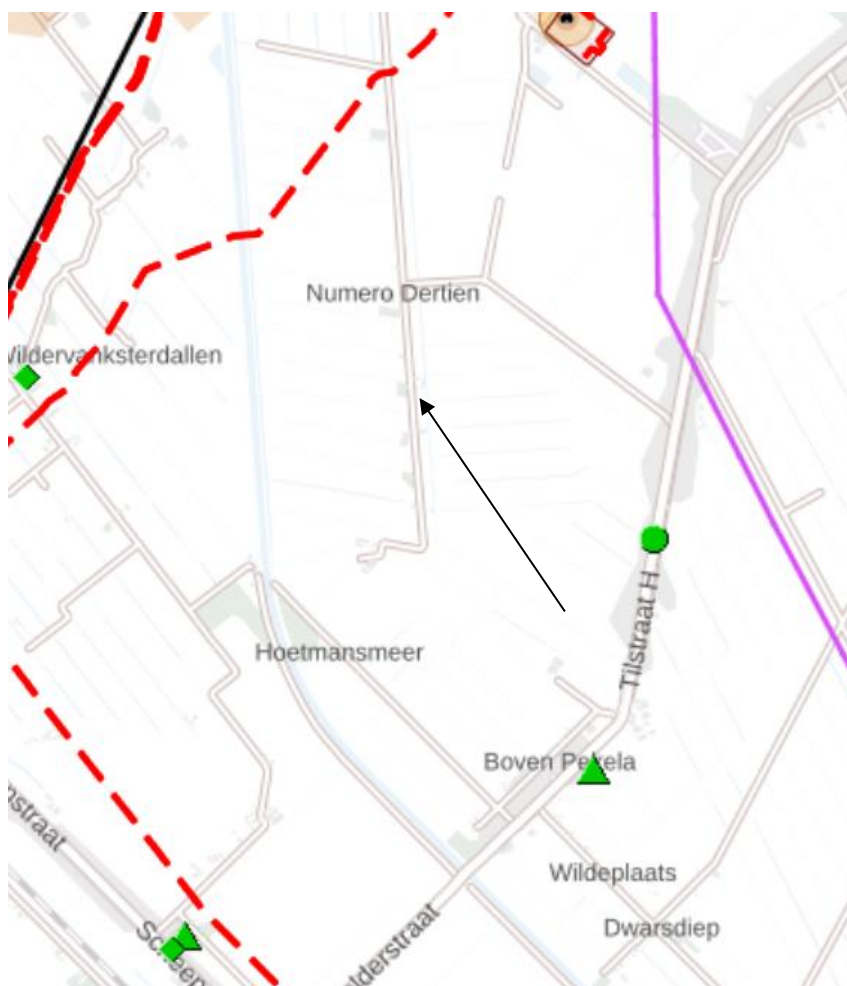 Numero Dertien
Wildervanksterdallen
Tilstraat H
Hoetmansmeer
Boven Pekela
Wildeplaats
Dwarsdiep